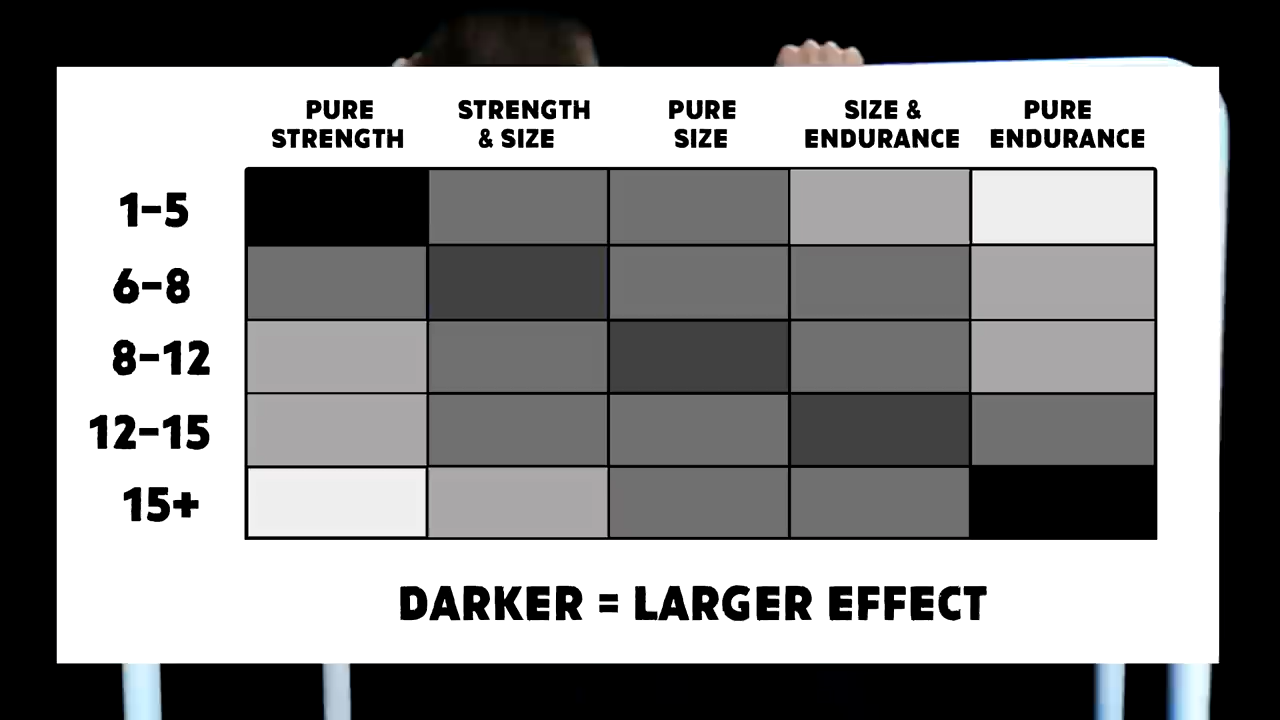 PURE STRENGTH
STRENGTH & SIZE
PURE SIZE
SIZE & ENDURANCE
PURE ENDURANCE
1-5
6-8
8-12
12-15
15+
DARKER = LARGER EFFECT